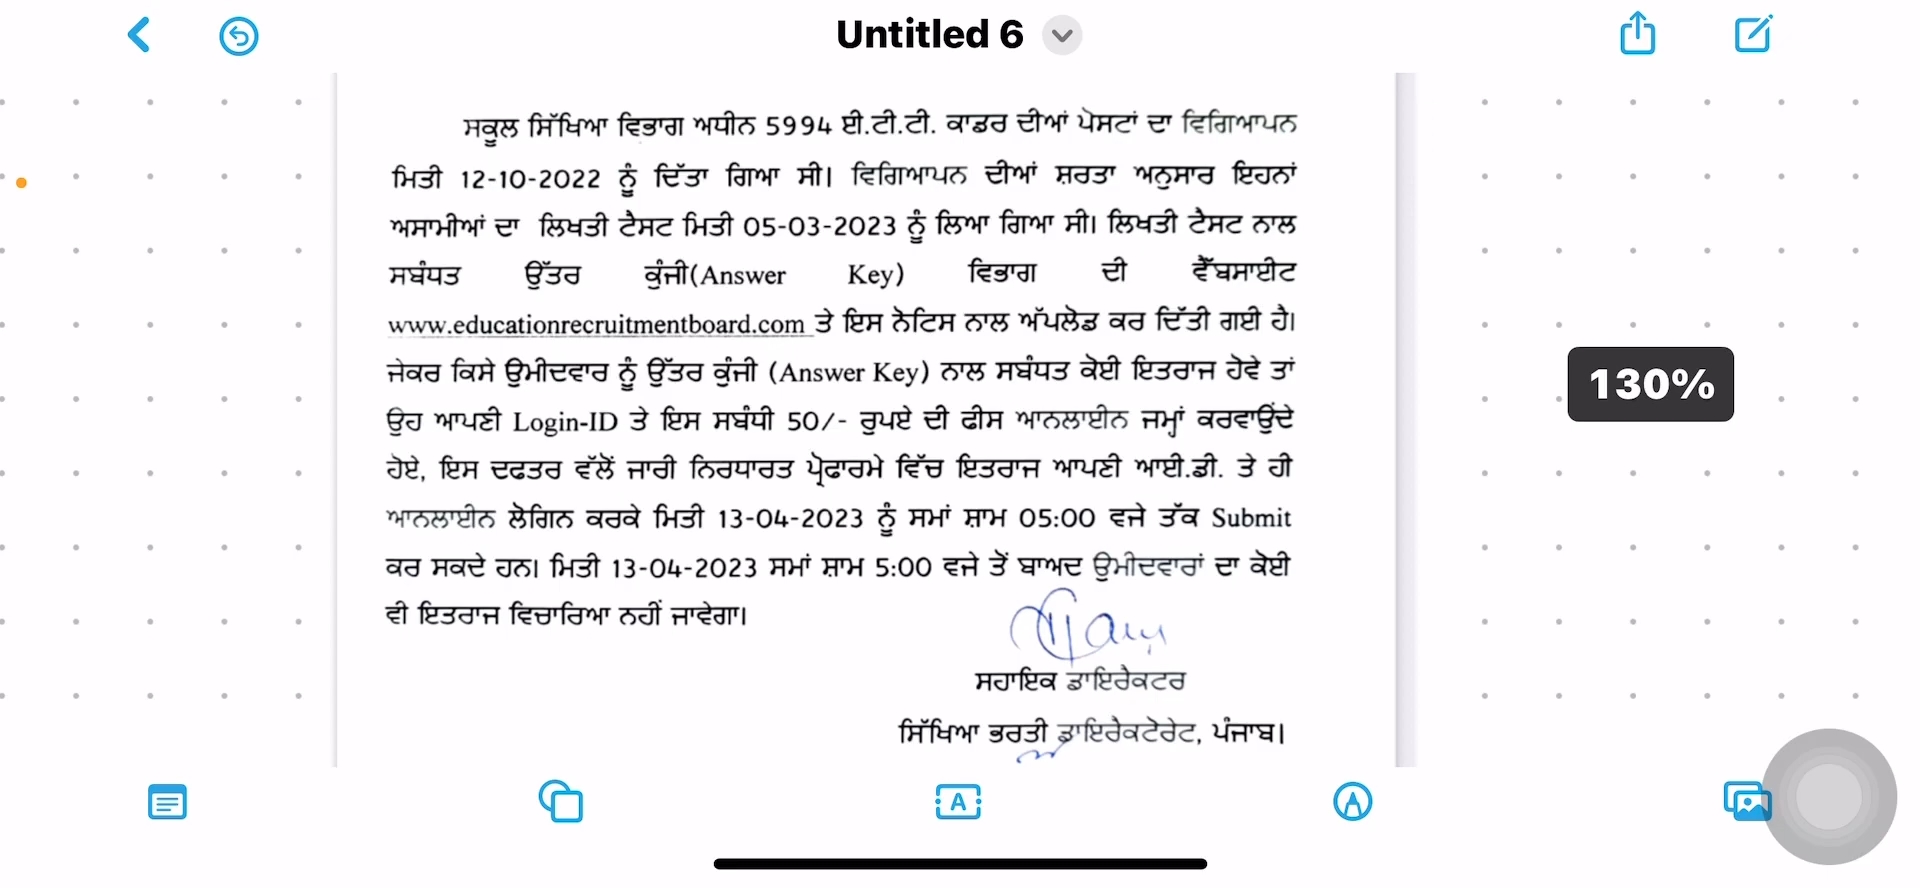 Untitled 6
ਸਕੂਲ ਸਿੱਖਿਆ ਵਿਭਾਗ ਅਧੀਨ 5994 ਈ.ਟੀ.ਟੀ. ਕਾਡਰ ਦੀਆਂ ਪੋਸਟਾਂ ਦਾ ਵਿਗਿਆਪਨ
ਮਿਤੀ 12-10-2022 ਨੂੰ ਦਿੱਤਾ ਗਿਆ ਸੀ। ਵਿਗਿਆਪਨ ਦੀਆਂ ਸ਼ਰਤਾ ਅਨੁਸਾਰ ਇਹਨਾਂ
ਅਸਾਮੀਆਂ ਦਾ ਲਿਖਤੀ ਟੈਸਟ ਮਿਤੀ 05-03-2023 ਨੂੰ ਲਿਆ ਗਿਆ ਸੀ। ਲਿਖਤੀ ਟੈਸਟ ਨਾਲ
ਸਬੰਧਤ ਉੱਤਰ ਕੁੰਜੀ(Answer Key) ਵਿਭਾਗ ਦੀ ਵੈੱਬਸਾਈਟ
www.educationrecruitmentboard.com ਤੇ ਇਸ ਨੋਟਿਸ ਨਾਲ ਅੱਪਲੋਡ ਕਰ ਦਿੱਤੀ ਗਈ ਹੈ।
ਜੇਕਰ ਕਿਸੇ ਉਮੀਦਵਾਰ ਨੂੰ ਉੱਤਰ ਕੁੰਜੀ (Answer Key) ਨਾਲ ਸਬੰਧਤ ਕੋਈ ਇਤਰਾਜ ਹੋਵੇ ਤਾਂ
ਉਹ ਆਪਣੀ Login-ID ਤੇ ਇਸ ਸਬੰਧੀ 50/- ਰੁਪਏ ਦੀ ਫੀਸ ਆਨਲਾਈਨ ਜਮ੍ਹਾਂ ਕਰਵਾਉਂਦੇ
ਹੋਏ, ਇਸ ਦਫਤਰ ਵੱਲੋਂ ਜਾਰੀ ਨਿਰਧਾਰਤ ਪ੍ਰੋਫਾਰਮੇ ਵਿੱਚ ਇਤਰਾਜ ਆਪਣੀ ਆਈ.ਡੀ. ਤੇ ਹੀ
ਆਨਲਾਈਨ ਲੋਗਿਨ ਕਰਕੇ ਮਿਤੀ 13-04-2023 ਨੂੰ ਸਮਾਂ ਸ਼ਾਮ 05:00 ਵਜੇ ਤੱਕ Submit
ਕਰ ਸਕਦੇ ਹਨ। ਮਿਤੀ 13-04-2023 ਸਮਾਂ ਸ਼ਾਮ 5:00 ਵਜੇ ਤੋਂ ਬਾਅਦ ਉਮੀਦਵਾਰਾਂ ਦਾ ਕੋਈ
ਵੀ ਇਤਰਾਜ ਵਿਚਾਰਿਆ ਨਹੀਂ ਜਾਵੇਗਾ।
ਸਹਾਇਕ ਡਾਇਰੈਕਟਰ
ਸਿੱਖਿਆ ਭਰਤੀ ਡਾਇਰੈਕਟੋਰੇਟ, ਪੰਜਾਬ।
130%